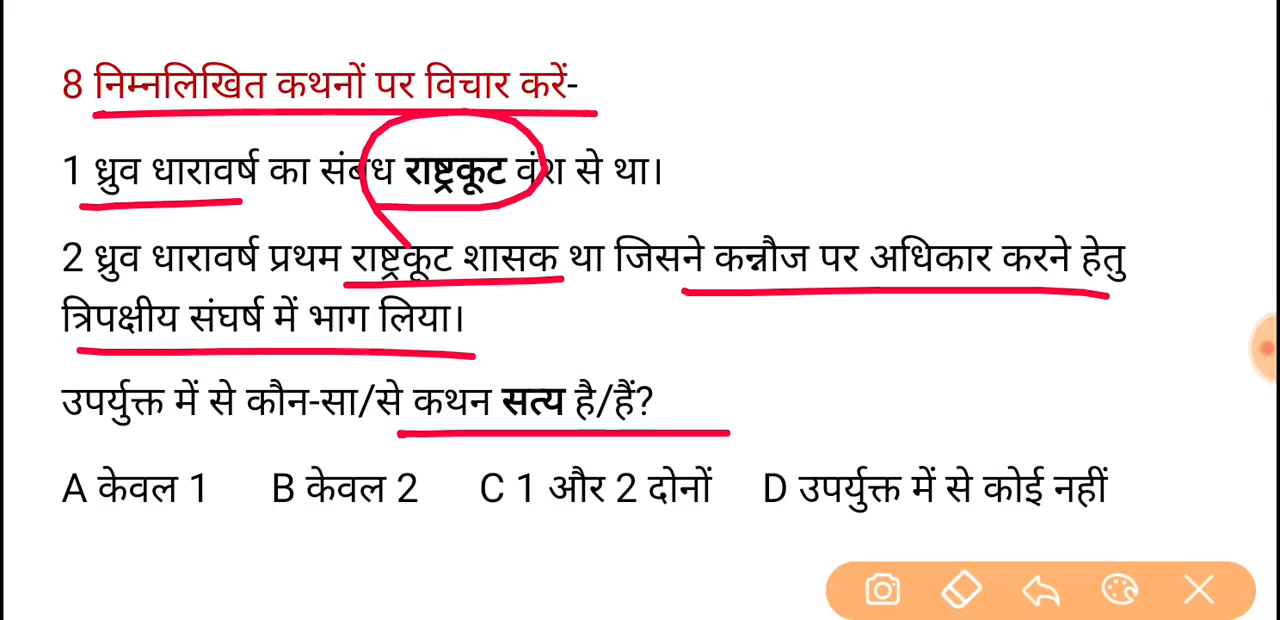 8 निम्नलिखित कथनों पर विचार करें-
1 ध्रुव धारावर्ष का संबंध राष्ट्रकूट वंश से था।
2 ध्रुव धारावर्ष प्रथम राष्ट्रकूट शासक था जिसने कन्नौज पर अधिकार करने हेतु
त्रिपक्षीय संघर्ष में भाग लिया।
उपर्युक्त में से कौन-सा/से कथन सत्य है/हैं?
A केवल 1 B केवल 2 C 1 और 2 दोनों D उपर्युक्त में से कोई नहीं